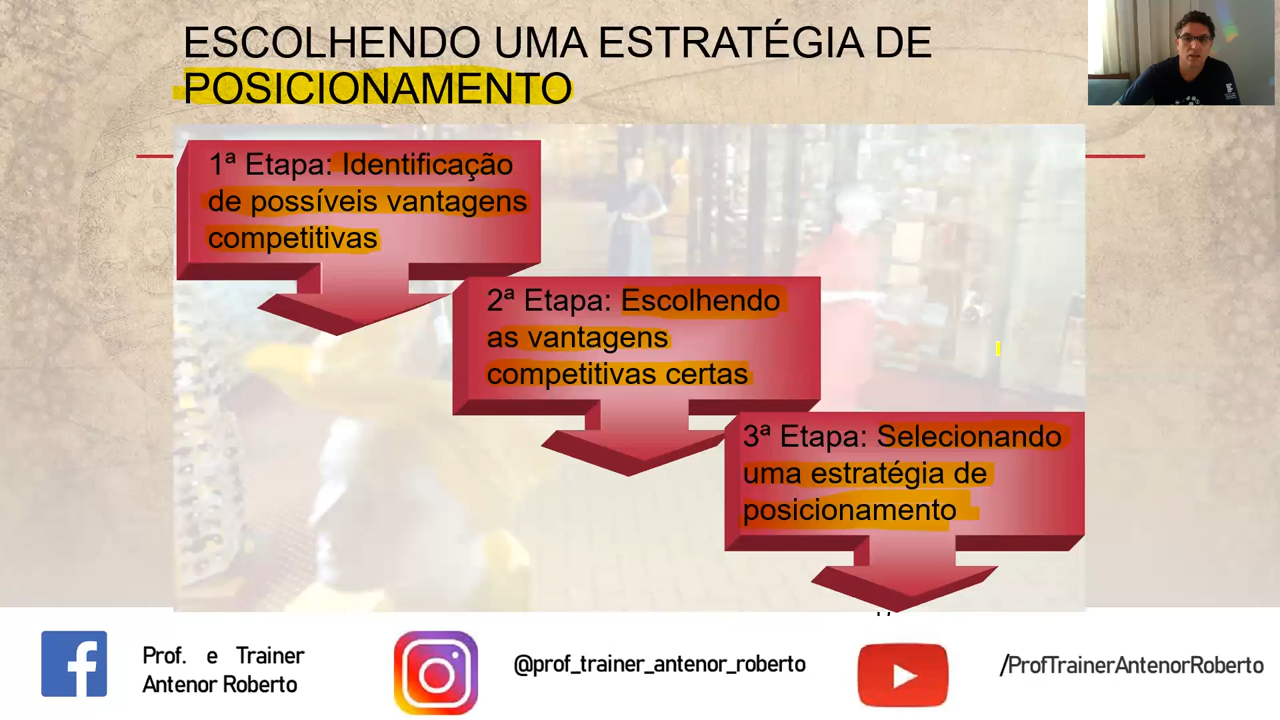 ESCOLHENDO UMA ESTRATÉGIA DE
POSICIONAMENTO
1ª Etapa: Identificação
de possíveis vantagens
competitivas
2ª Etapa: Escolhendo
as vantagens
competitivas certas
3ª Etapa: Selecionando
uma estratégia de
posicionamento
Prof. e Trainer
Antenor Roberto
@prof_trainer_antenor_roberto
/ProfTrainerAntenorRoberto